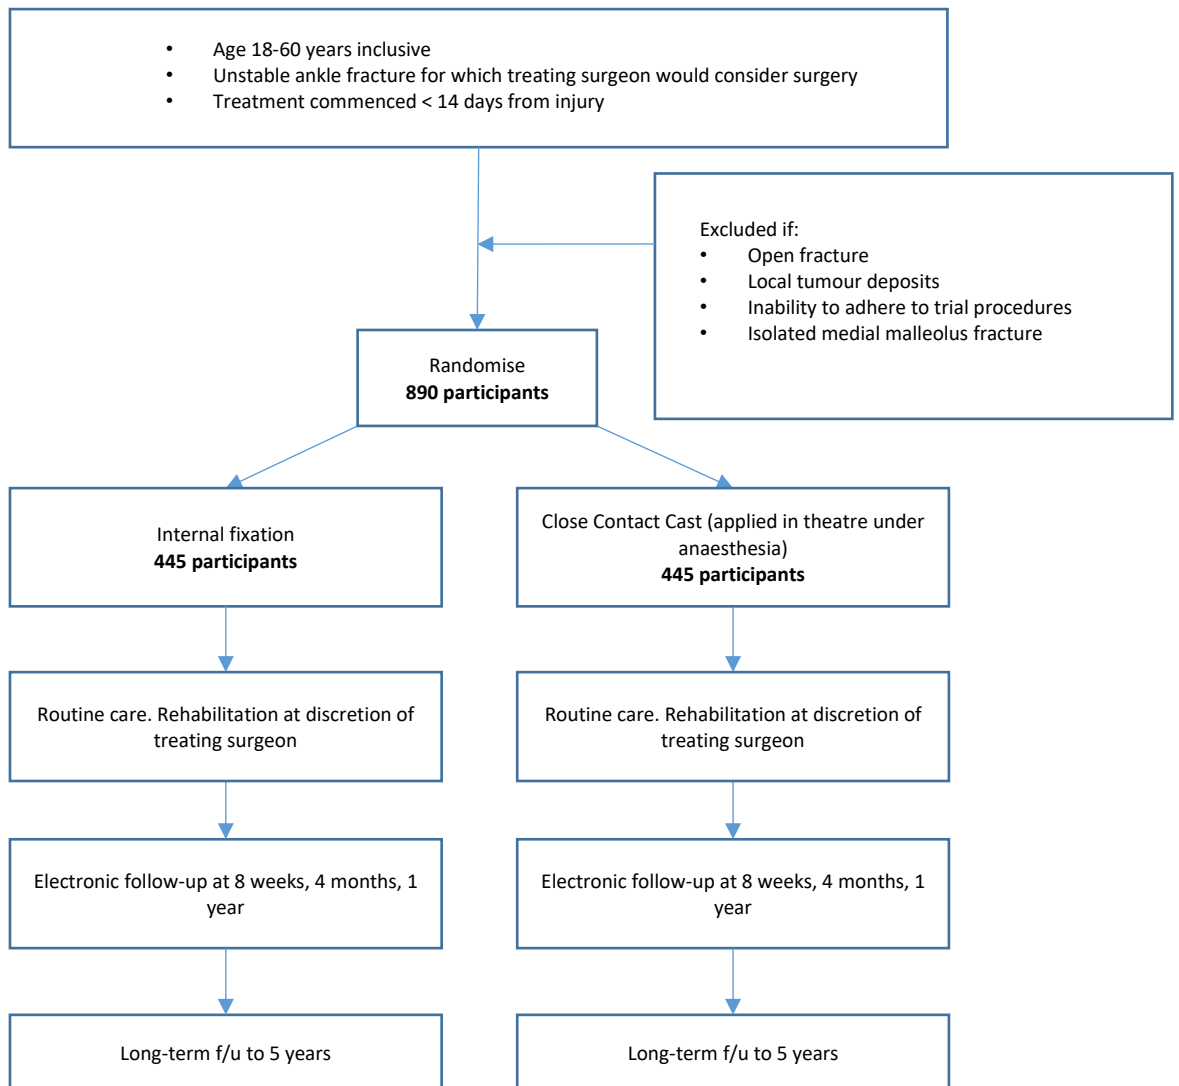 • Age 18-60 years inclusive
• Unstable ankle fracture for which treating surgeon would consider surgery
• Treatment commenced < 14 days from injury
Excluded if:
• Open fracture
• Local tumour deposits
• Inability to adhere to trial procedures
• Isolated medial malleolus fracture
Randomise
890 participants
Internal fixation
445 participants
Close Contact Cast (applied in theatre under
anaesthesia)
445 participants
Routine care. Rehabilitation at discretion of
treating surgeon
Routine care. Rehabilitation at discretion of
treating surgeon
Electronic follow-up at 8 weeks, 4 months, 1
year
Electronic follow-up at 8 weeks, 4 months, 1
year
Long-term f/u to 5 years
Long-term f/u to 5 years